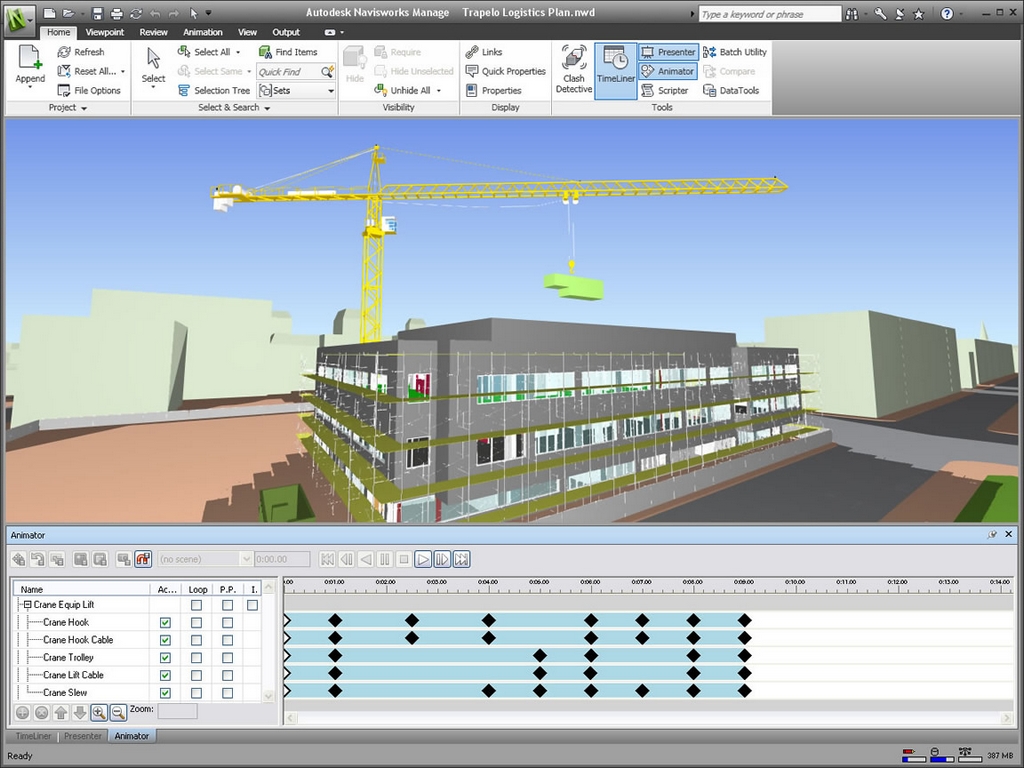 Autodesk Navisworks Manage Trapelo Logistics Plan.nwd
Type a keyword or phrase
Home Viewpoint Review Animation View Output
Append
Refresh
Reset All...
File Options
Project
Select
Select All
Select Same
Selection Tree
Find Items
Quick Find
Sets
Select & Search
Hide
Require
Hide Unselected
Unhide All
Visibility
Links
Quick Properties
Properties
Display
Clash
Detective
TimeLiner
Presenter
Animator
Scripter
Batch Utility
Compare
DataTools
Tools
Animator
(no scene) 0:00.00
Name Ac... Loop P.P. I.
:00 0:01.00 0:02.00 0:03.00 0:04.00 0:05.00 0:06.00 0:07.00 0:08.00 0:09.00 0:10.00 0:11.00 0:12.00 0:13.00 0:14.00
Crane Equip Lift
Crane Hook
Crane Hook Cable
Crane Trolley
Crane Lift Cable
Crane Slew
Zoom:
TimeLiner Presenter Animator
Ready
387 MB